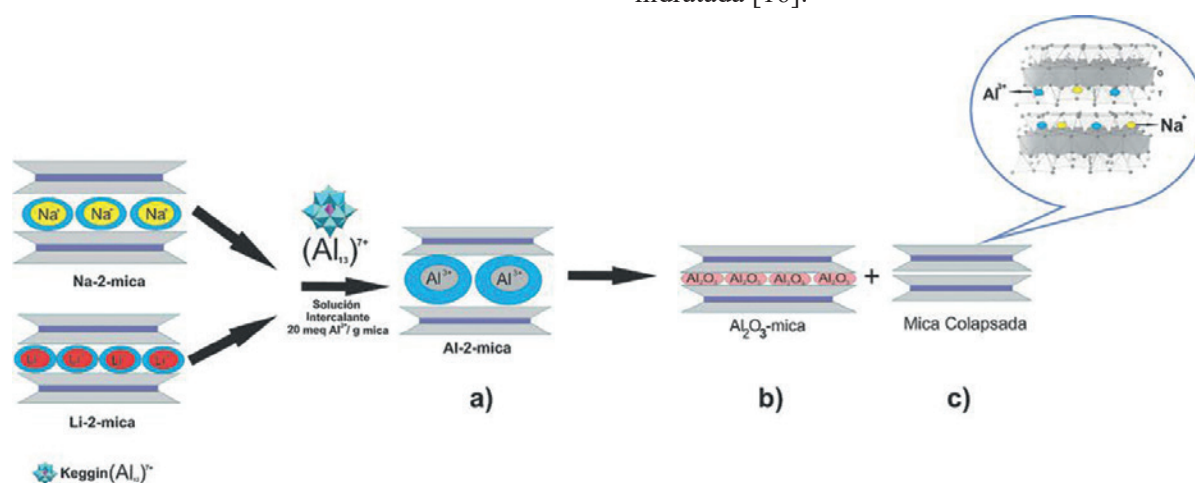 hidratada [16].
Al³⁺
Na⁺
T
O
T
Na⁺ Na⁺ Na⁺
Na-2-mica
Li Li Li Li
Li-2-mica
Keggin (Al₁₃)⁷⁺
(Al₁₃)⁷⁺
Solución
Intercalante
20 meq Al³⁺/ g mica
Al³⁺ Al³⁺
Al-2-mica
a)
Al₂O₃ Al₂O₃ Al₂O₃ Al₂O₃
Al₂O₃-mica
b)
+
Mica Colapsada
c)